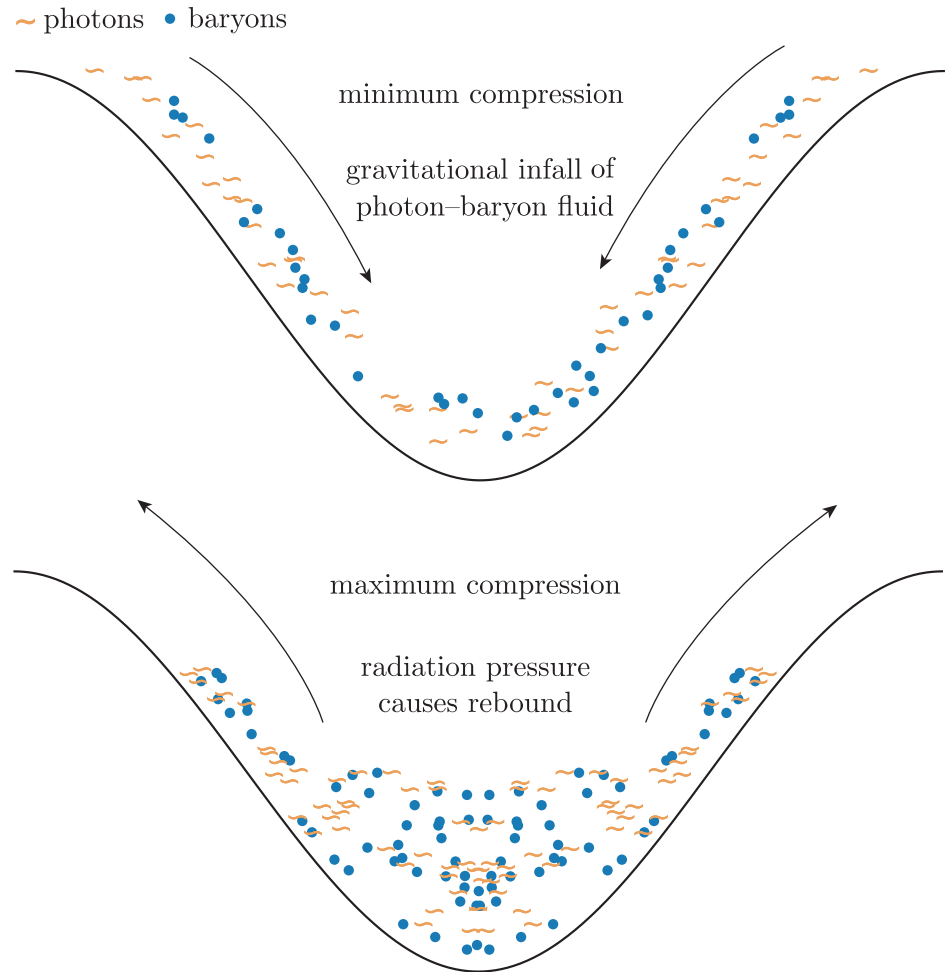 ~ photons • baryons
minimum compression
gravitational infall of
photon–baryon fluid
maximum compression
radiation pressure
causes rebound